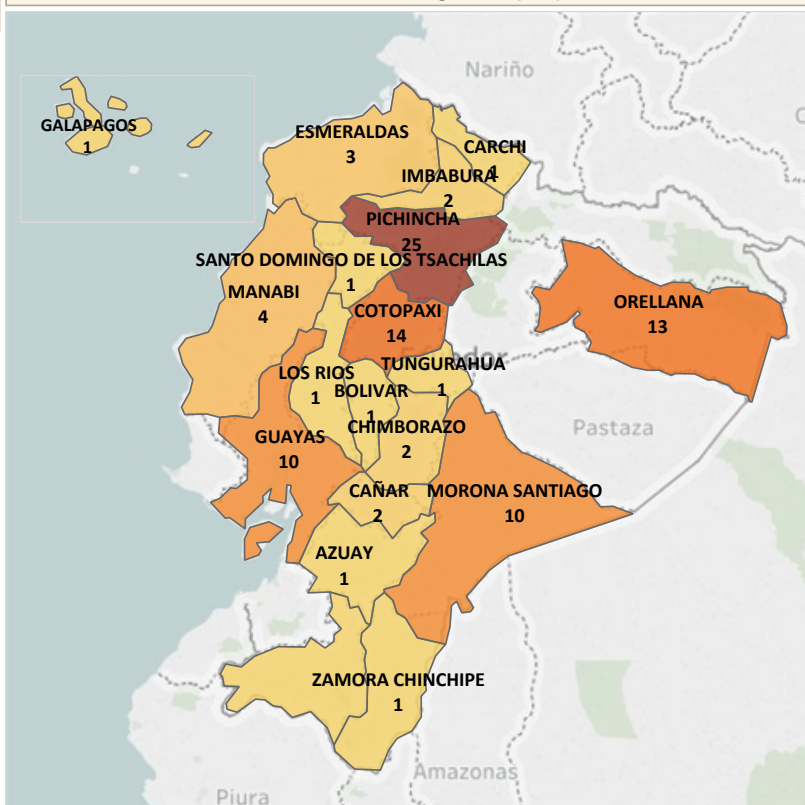 Nariño
GALAPAGOS
1
ESMERALDAS
3
CARCHI
1
IMBABURA
2
PICHINCHA
25
SANTO DOMINGO DE LOS TSACHILAS
1
MANABI
4
COTOPAXI
14
ORELLANA
13
TUNGURAHUA
1
LOS RIOS
1
BOLIVAR
1
CHIMBORAZO
2
Pastaza
GUAYAS
10
CAÑAR
2
MORONA SANTIAGO
10
AZUAY
1
ZAMORA CHINCHIPE
1
Amazonas
Piura